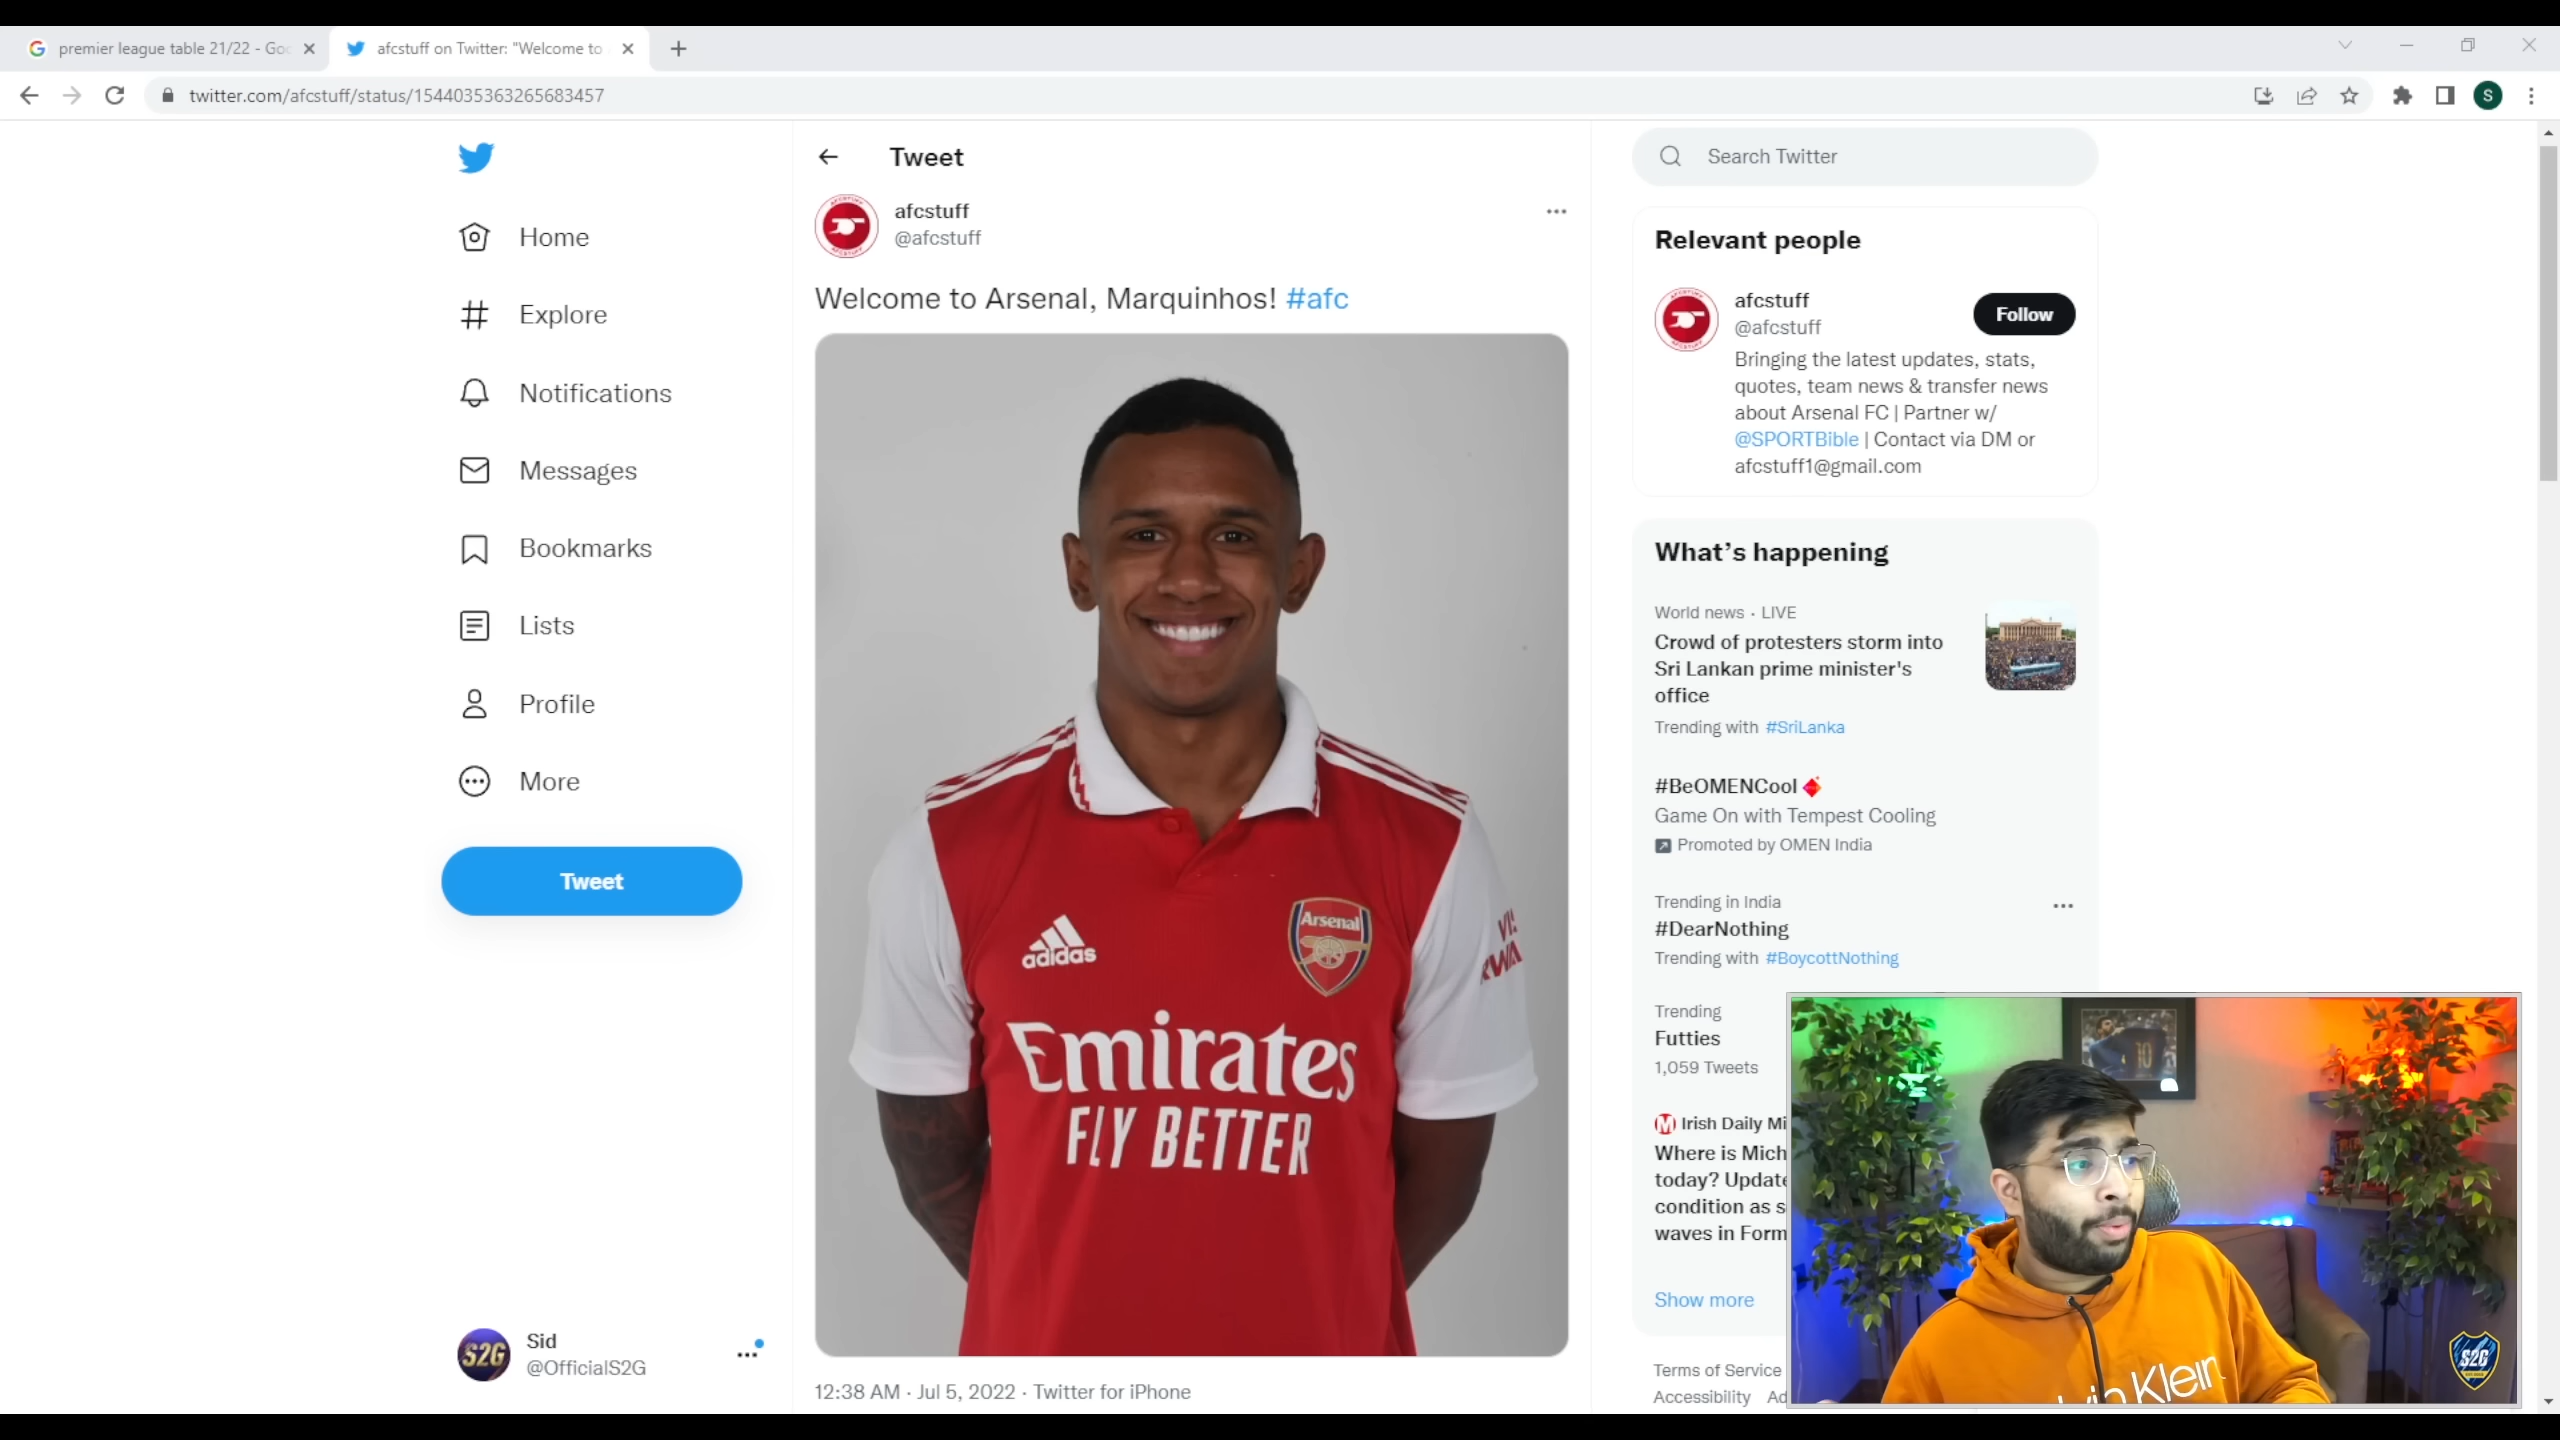 premier league table 21/22 - Goo
afcstuff on Twitter: "Welcome to
twitter.com/afcstuff/status/1544035363265683457
S
Home
Explore
Notifications
Messages
Bookmarks
Lists
Profile
More
Tweet
S2G
Sid
@OfficialS2G
Tweet
afcstuff
@afcstuff
Welcome to Arsenal, Marquinhos! #afc
adidas
Arsenal
Emirates
FLY BETTER
12:38 AM · Jul 5, 2022 · Twitter for iPhone
Search Twitter
Relevant people
afcstuff
@afcstuff
Follow
Bringing the latest updates, stats,
quotes, team news & transfer news
about Arsenal FC | Partner w/
@SPORTBible | Contact via DM or
afcstuff1@gmail.com
What's happening
World news · LIVE
Crowd of protesters storm into
Sri Lankan prime minister's
office
Trending with #SriLanka
#BeOMENCool
Game On with Tempest Cooling
Promoted by OMEN India
Trending in India
#DearNothing
Trending with #BoycottNothing
Trending
Futties
1,059 Tweets
Irish Daily Mi
Where is Mich
today? Update
condition as s
waves in Form
Show more
Terms of Service
Accessibility Ad
10
Klein
S2G